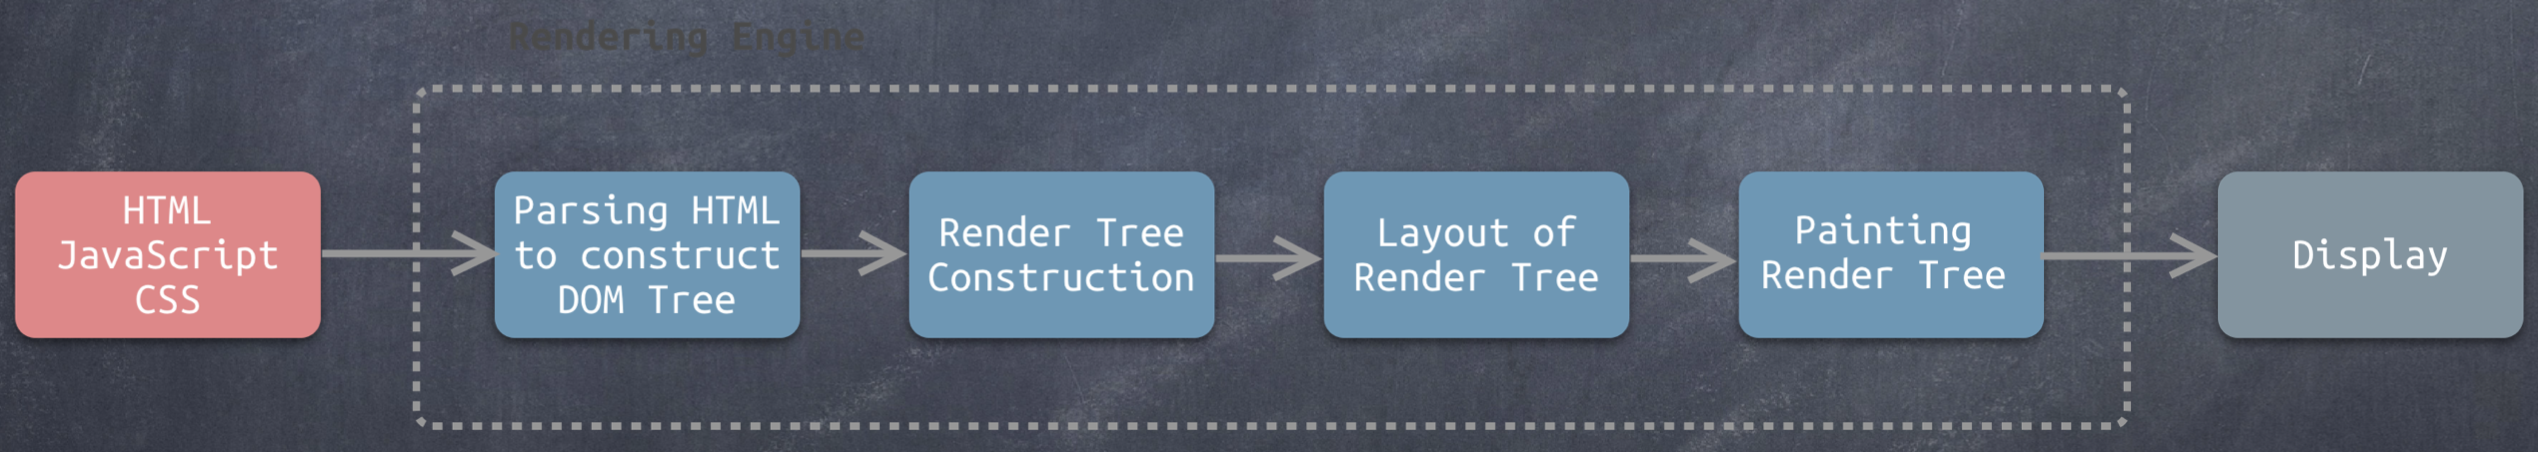 Rendering Engine
HTML
JavaScript
CSS
Parsing HTML
to construct
DOM Tree
Render Tree
Construction
Layout of
Render Tree
Painting
Render Tree
Display